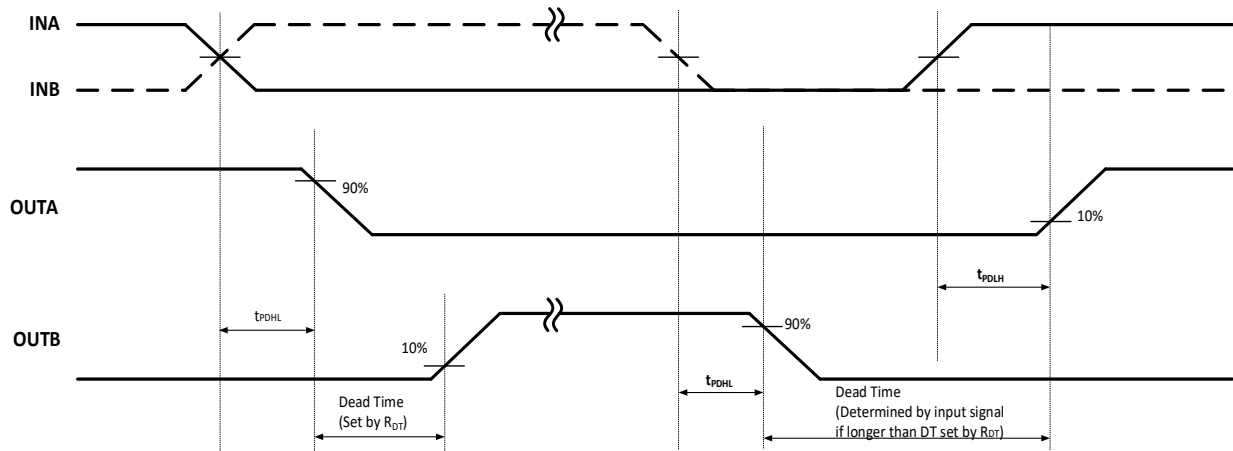 INA
INB
OUTA
90%
10%
tPDLH
tPDHL
OUTB
10%
90%
tPDHL
Dead Time
(Set by RDT)
Dead Time
(Determined by input signal
if longer than DT set by RDT)